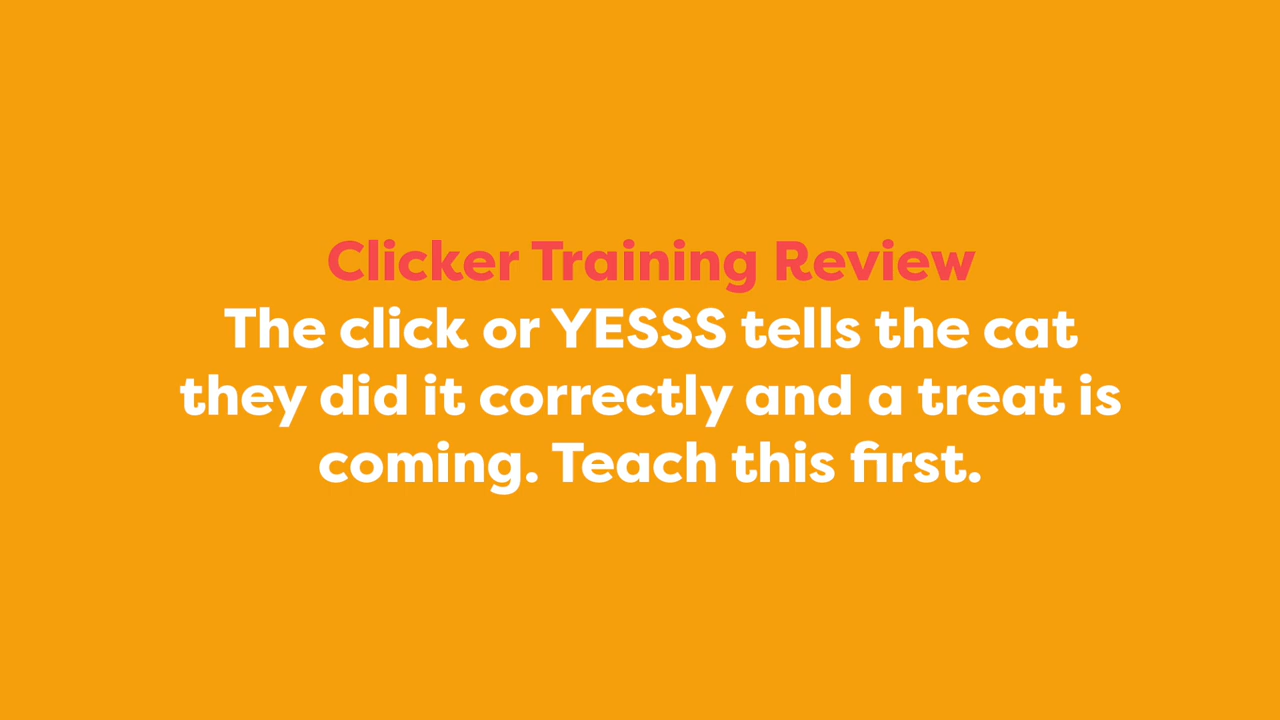 Clicker Training Review
The click or YESSS tells the cat
they did it correctly and a treat is
coming. Teach this first.